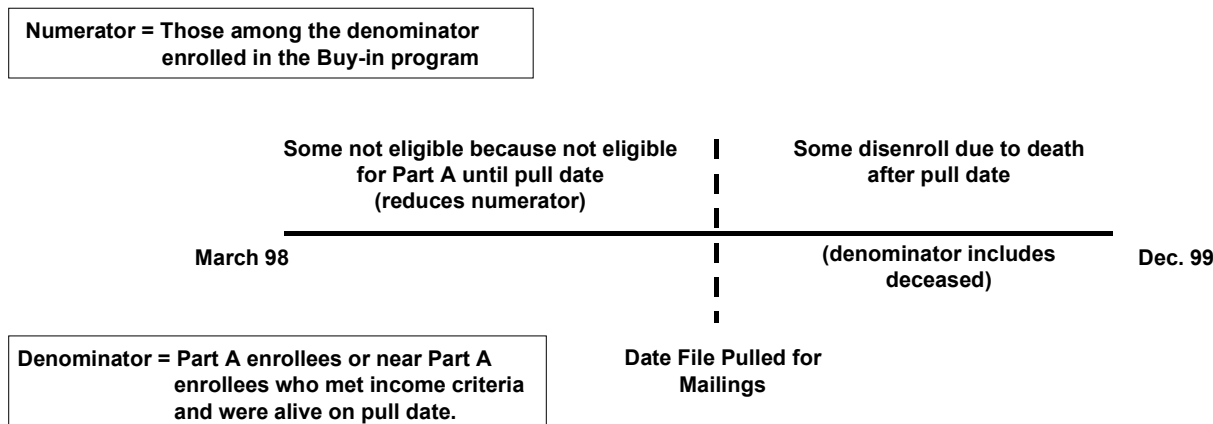 Numerator = Those among the denominator
enrolled in the Buy-in program
Some not eligible because not eligible
for Part A until pull date
(reduces numerator)
Some disenroll due to death
after pull date
March 98
(denominator includes
deceased)
Dec. 99
Denominator = Part A enrollees or near Part A
enrollees who met income criteria
and were alive on pull date.
Date File Pulled for
Mailings